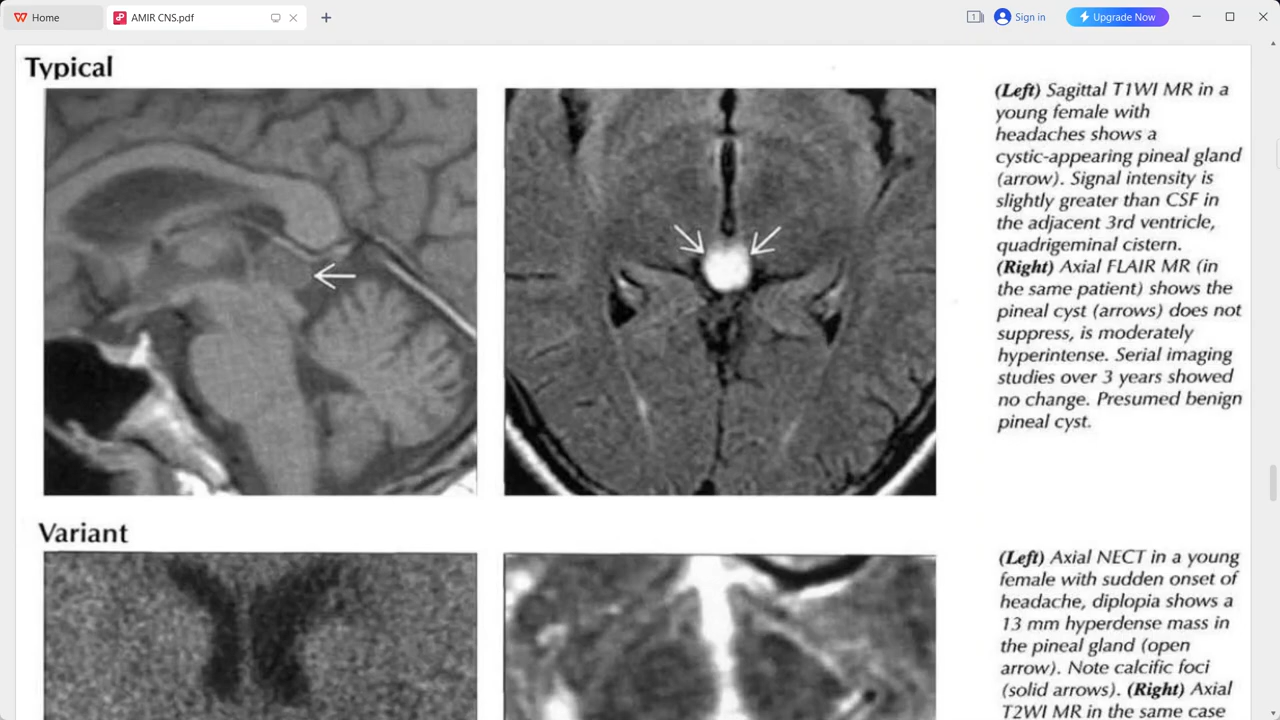 Home
AMIR CNS.pdf
1
Sign in
Upgrade Now
Typical
(Left) Sagittal T1WI MR in a
young female with
headaches shows a
cystic-appearing pineal gland
(arrow). Signal intensity is
slightly greater than CSF in
the adjacent 3rd ventricle,
quadrigeminal cistern.
(Right) Axial FLAIR MR (in
the same patient) shows the
pineal cyst (arrows) does not
suppress, is moderately
hyperintense. Serial imaging
studies over 3 years showed
no change. Presumed benign
pineal cyst.
Variant
(Left) Axial NECT in a young
female with sudden onset of
headache, diplopia shows a
13 mm hyperdense mass in
the pineal gland (open
arrow). Note calcific foci
(solid arrows). (Right) Axial
T2WI MR in the same case